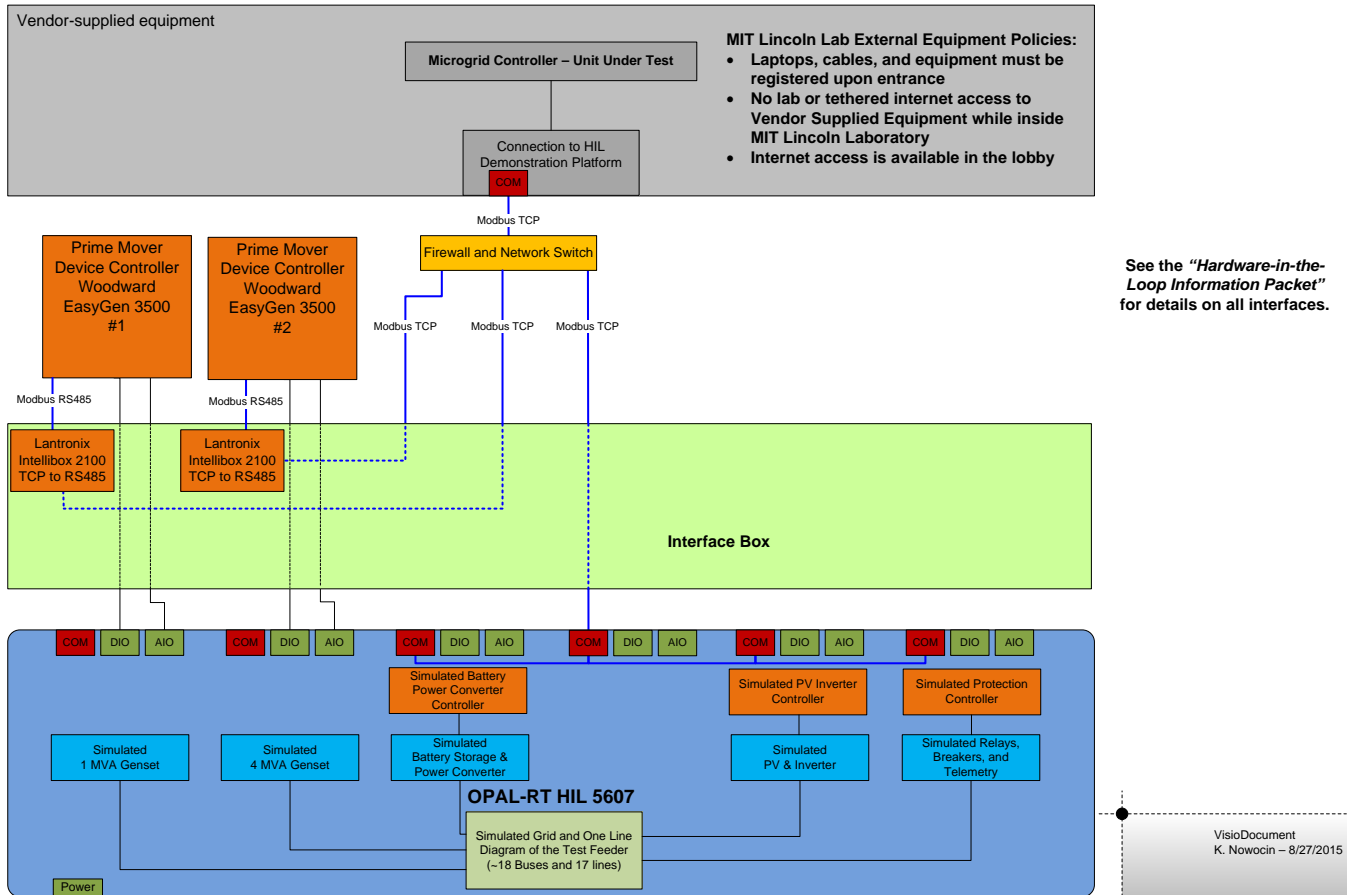 Vendor-supplied equipment
Microgrid Controller – Unit Under Test
MIT Lincoln Lab External Equipment Policies:
• Laptops, cables, and equipment must be
registered upon entrance
• No lab or tethered internet access to
Vendor Supplied Equipment while inside
MIT Lincoln Laboratory
• Internet access is available in the lobby
Connection to HIL
Demonstration Platform
COM
Modbus TCP
Firewall and Network Switch
Prime Mover
Device Controller
Woodward
EasyGen 3500
#1
Prime Mover
Device Controller
Woodward
EasyGen 3500
#2
See the “Hardware-in-the-
Loop Information Packet”
for details on all interfaces.
Modbus TCP
Modbus TCP
Modbus TCP
Modbus RS485
Modbus RS485
Lantronix
Intellibox 2100
TCP to RS485
Lantronix
Intellibox 2100
TCP to RS485
Interface Box
COM DIO AIO
COM DIO AIO
COM DIO AIO
COM DIO AIO
COM DIO AIO
COM DIO AIO
Simulated Battery
Power Converter
Controller
Simulated PV Inverter
Controller
Simulated Protection
Controller
Simulated
1 MVA Genset
Simulated
4 MVA Genset
Simulated
Battery Storage &
Power Converter
Simulated
PV & Inverter
Simulated Relays,
Breakers, and
Telemetry
OPAL-RT HIL 5607
Simulated Grid and One Line
Diagram of the Test Feeder
(~18 Buses and 17 lines)
Power
VisioDocument
K. Nowocin – 8/27/2015